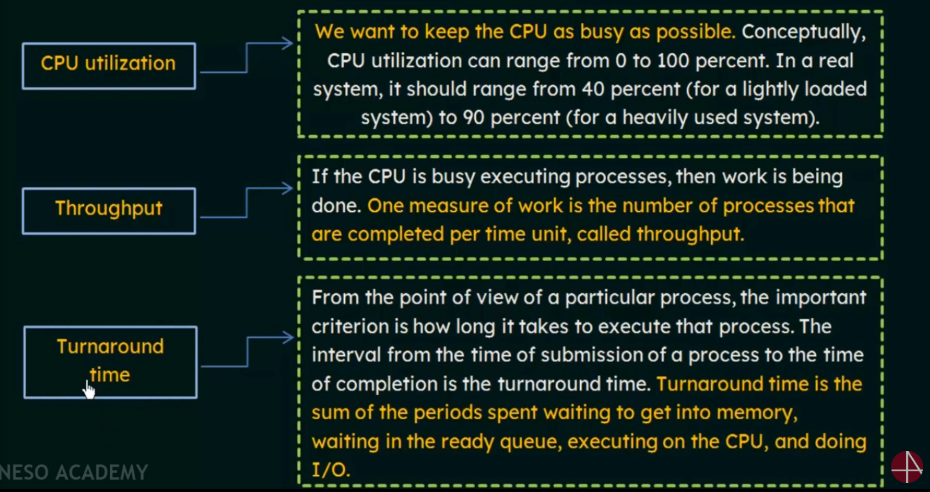 CPU utilization
We want to keep the CPU as busy as possible. Conceptually,
CPU utilization can range from 0 to 100 percent. In a real
system, it should range from 40 percent (for a lightly loaded
system) to 90 percent (for a heavily used system).
Throughput
If the CPU is busy executing processes, then work is being
done. One measure of work is the number of processes that
are completed per time unit, called throughput.
Turnaround
time
From the point of view of a particular process, the important
criterion is how long it takes to execute that process. The
interval from the time of submission of a process to the time
of completion is the turnaround time. Turnaround time is the
sum of the periods spent waiting to get into memory,
waiting in the ready queue, executing on the CPU, and doing
I/O.
NESO ACADEMY